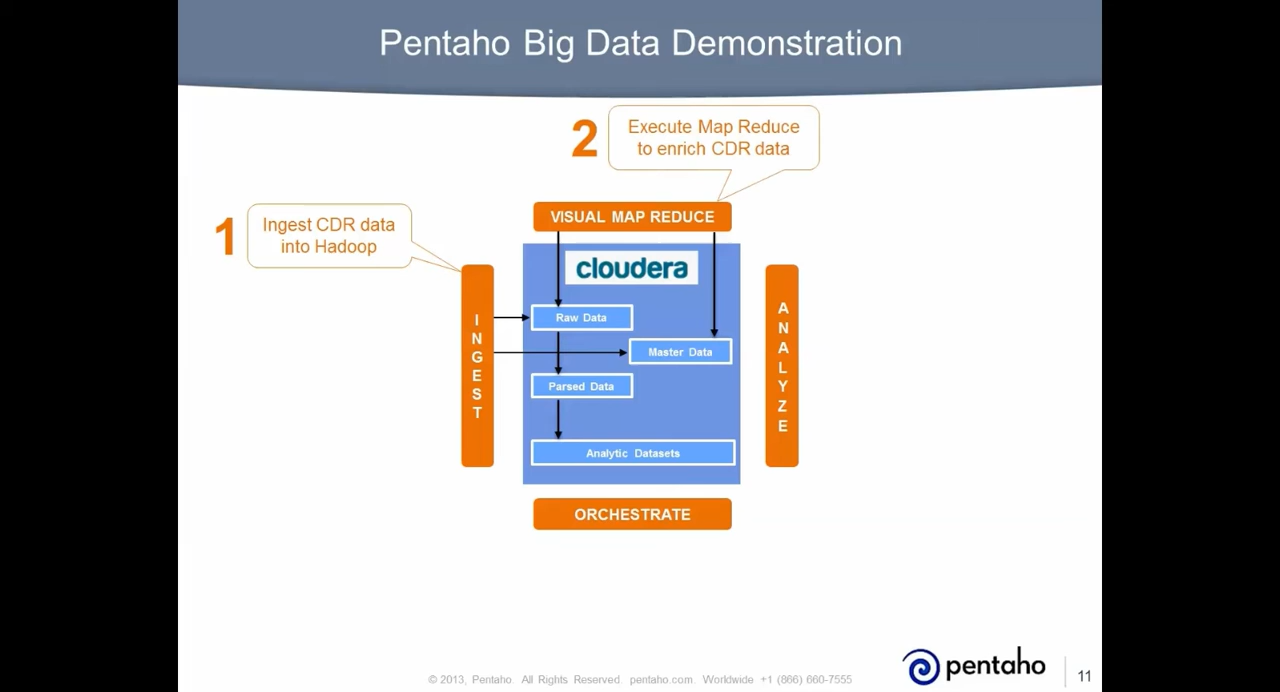 Pentaho Big Data Demonstration
2
Execute Map Reduce
to enrich CDR data
1
Ingest CDR data
into Hadoop
VISUAL MAP REDUCE
cloudera
INGEST
Raw Data
Master Data
Parsed Data
Analytic Datasets
ANALYZE
ORCHESTRATE
© 2013, Pentaho. All Rights Reserved. pentaho.com. Worldwide +1 (866) 660-7555
pentaho
11